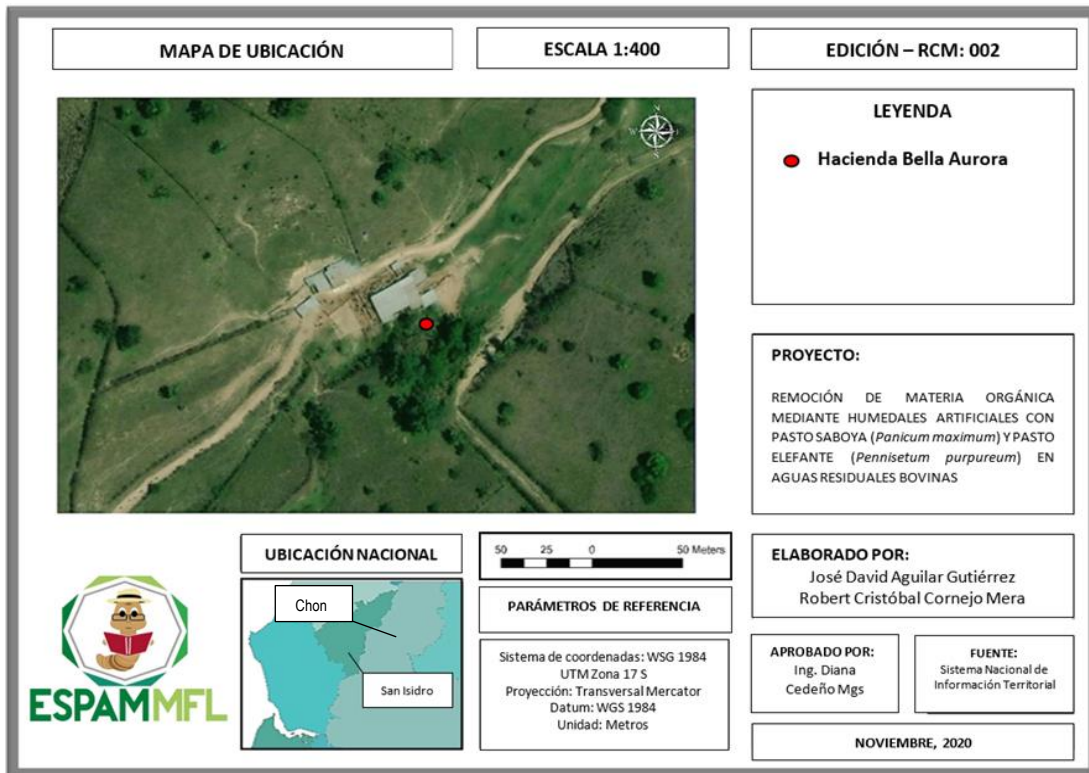 MAPA DE UBICACIÓN
ESCALA 1:400
EDICIÓN – RCM: 002
N
W
S
LEYENDA
Hacienda Bella Aurora
PROYECTO:
REMOCIÓN DE MATERIA ORGÁNICA
MEDIANTE HUMEDALES ARTIFICIALES CON
PASTO SABOYA (Panicum maximum) Y PASTO
ELEFANTE (Pennisetum purpureum) EN
AGUAS RESIDUALES BOVINAS
ESPAMMFL
UBICACIÓN NACIONAL
Chon
San Isidro
50 25 0 50 Meters
PARÁMETROS DE REFERENCIA
Sistema de coordenadas: WSG 1984
UTM Zona 17 S
Proyección: Transversal Mercator
Datum: WGS 1984
Unidad: Metros
ELABORADO POR:
José David Aguilar Gutiérrez
Robert Cristóbal Cornejo Mera
APROBADO POR:
Ing. Diana
Cedeño Mgs
FUENTE:
Sistema Nacional de
Información Territorial
NOVIEMBRE, 2020